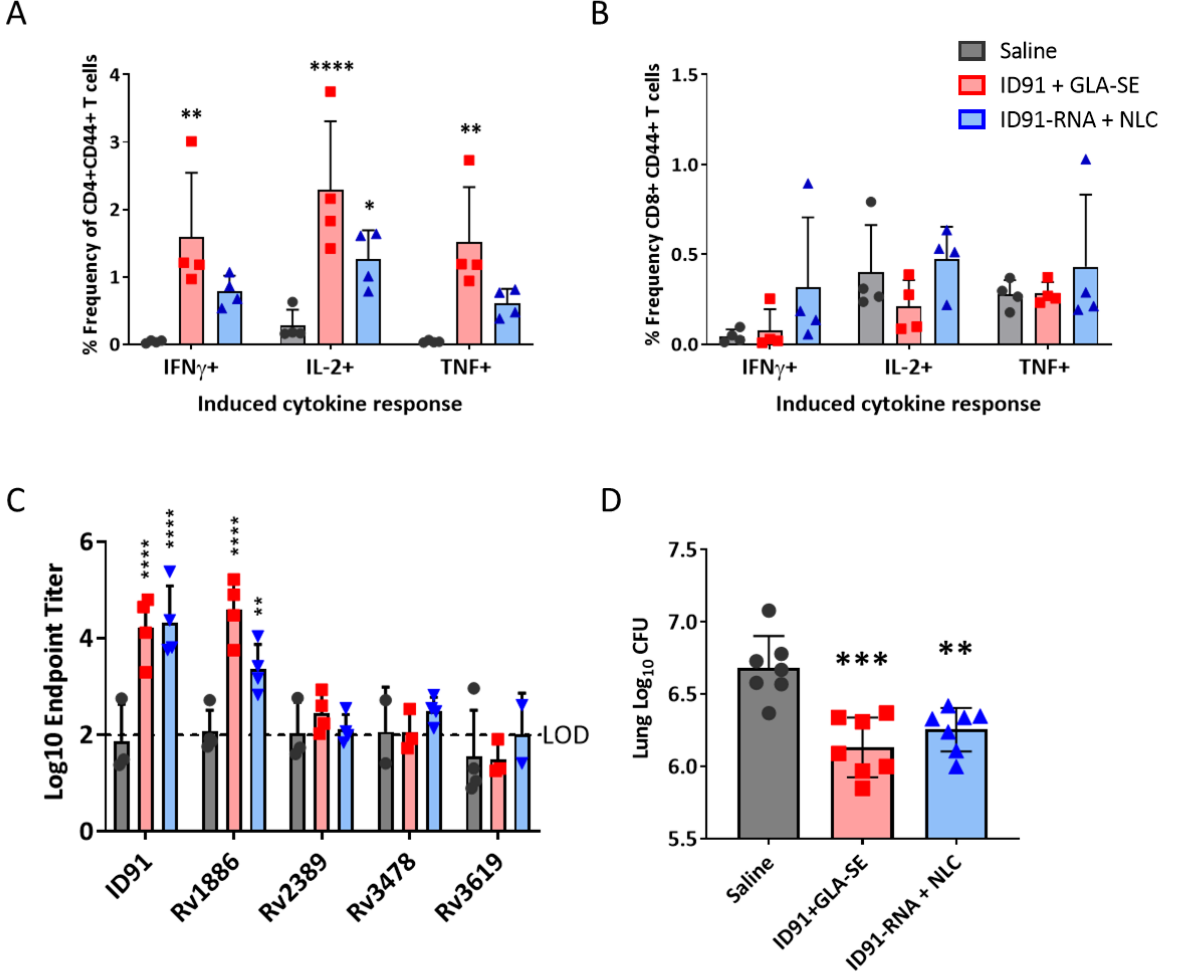 A
% Frequency of CD4+CD44+ T cells
4
3
2
1
0
**
****
*
**
IFNγ+
IL-2+
TNF+
Induced cytokine response
B
% Frequency CD8+ CD44+ T cells
1.5
1.0
0.5
0.0
Saline
ID91 + GLA-SE
ID91-RNA + NLC
IFNγ+
IL-2+
TNF+
Induced cytokine response
C
Log10 Endpoint Titer
6
4
2
0
****
****
****
**
LOD
ID91
Rv1886
Rv2389
Rv3478
Rv3619
D
Lung Log10 CFU
7.5
7.0
6.5
6.0
5.5
***
**
Saline
ID91+GLA-SE
ID91-RNA + NLC